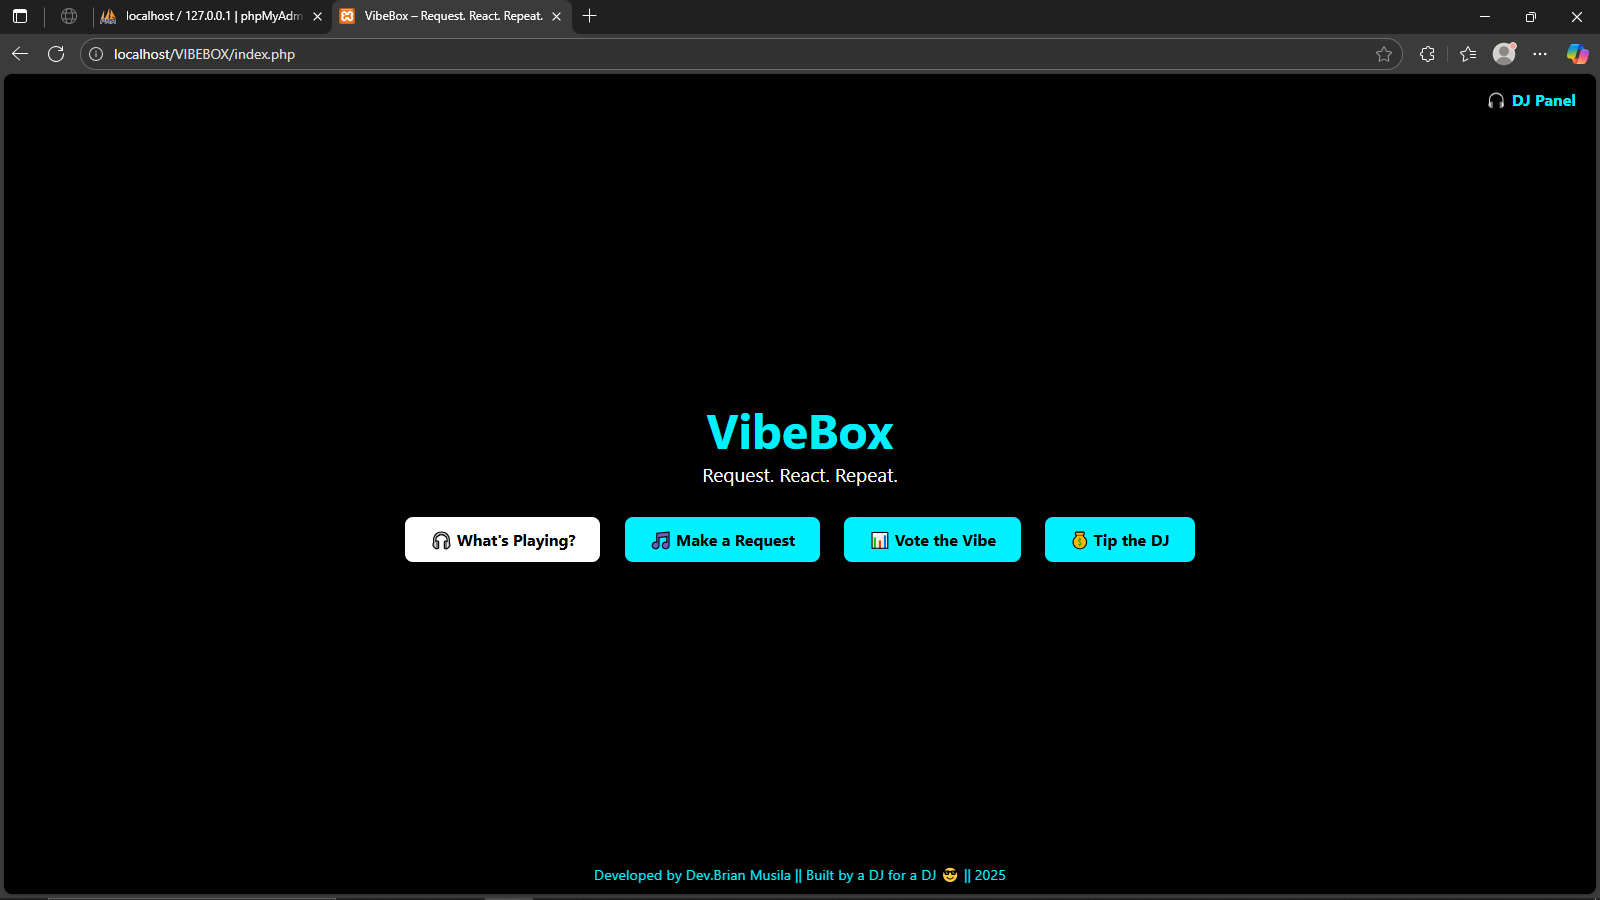 localhost / 127.0.0.1 | phpMyAdm
VibeBox – Request. React. Repeat.
localhost/VIBEBOX/index.php
🎧 DJ Panel
VibeBox
Request. React. Repeat.
🎧 What's Playing?
🎵 Make a Request
📊 Vote the Vibe
💰 Tip the DJ
Developed by Dev.Brian Musila || Built by a DJ for a DJ 😎 || 2025